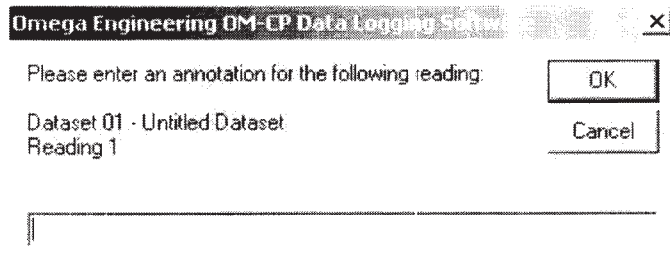 Omega Engineering OM-CP Data Logging Software
Please enter an annotation for the following reading:
OK
Dataset 01 - Untitled Dataset
Reading 1
Cancel